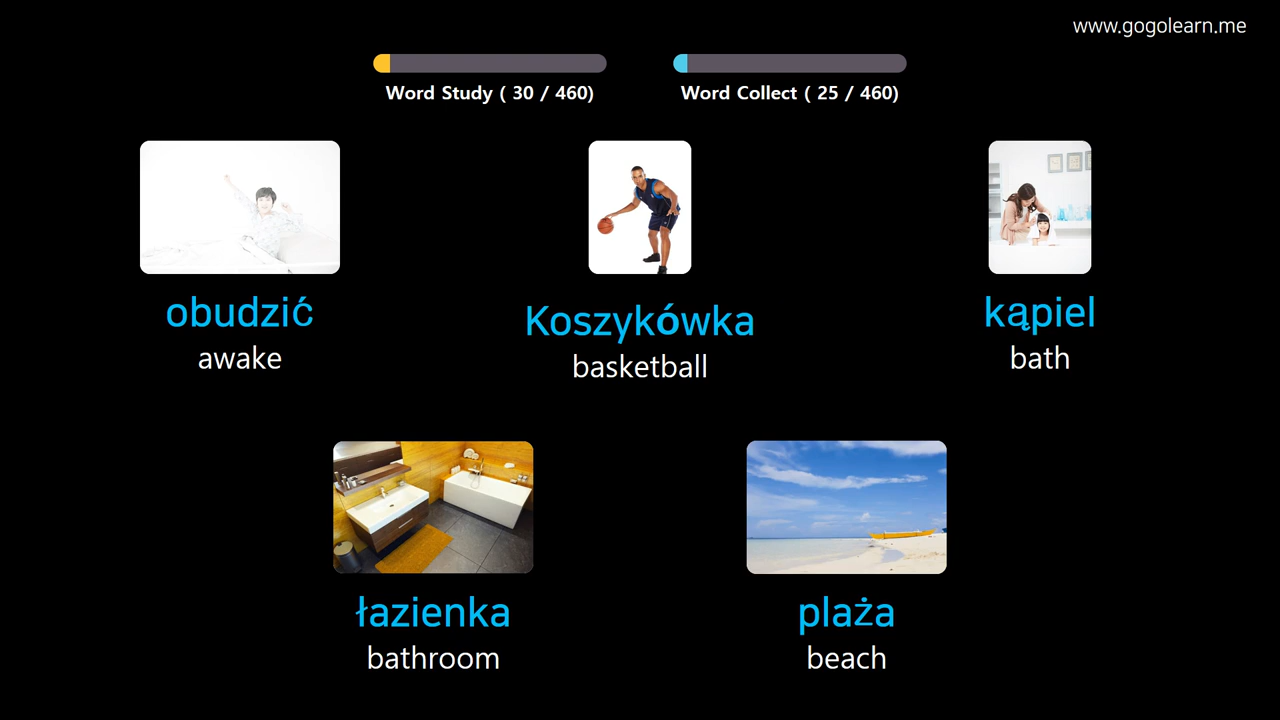 www.gogolearn.me
Word Study ( 30 / 460)
Word Collect ( 25 / 460)
obudzić
awake
Koszykówka
basketball
kąpiel
bath
łazienka
bathroom
plaża
beach